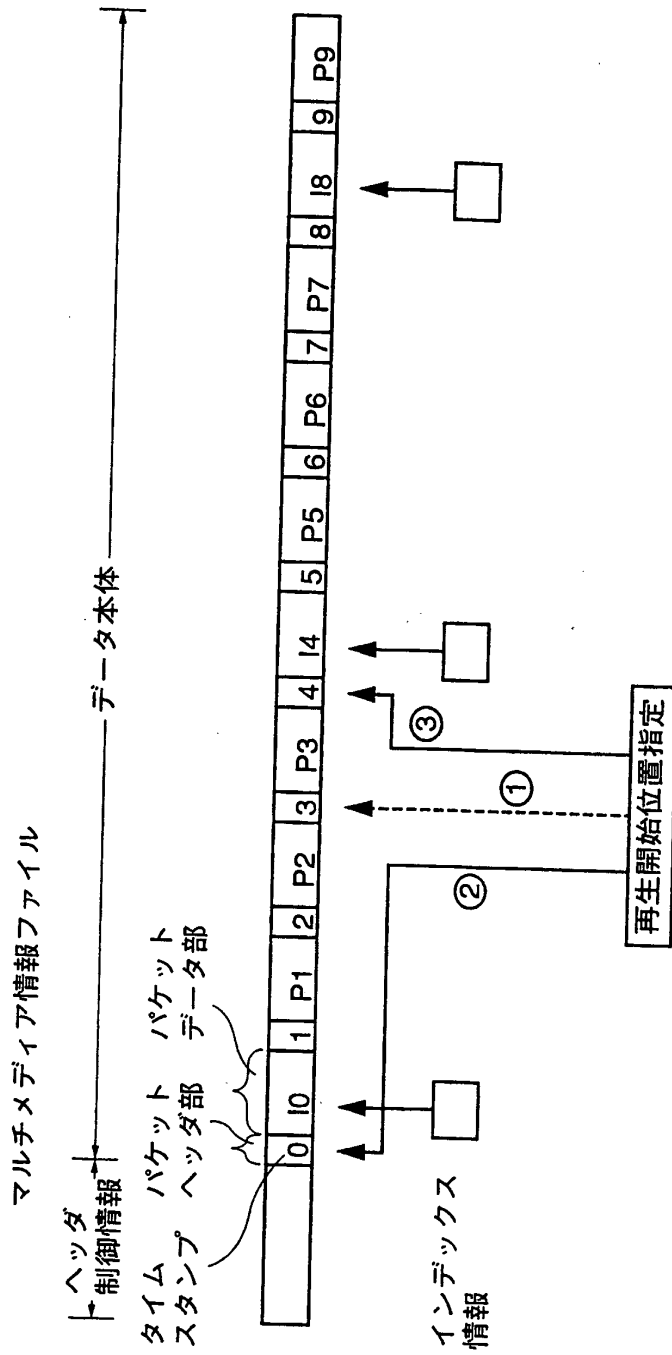 マルチメディア情報ファイル
ヘッダ
制御情報
データ本体
タイム
スタンプ
パケット
ヘッダ部
パケット
データ部
0 I0 1 P1 2 P2 3 P3 4 I4 5 P5 6 P6 7 P7 8 I8 9 P9
インデックス
情報
② ① ③
再生開始位置指定